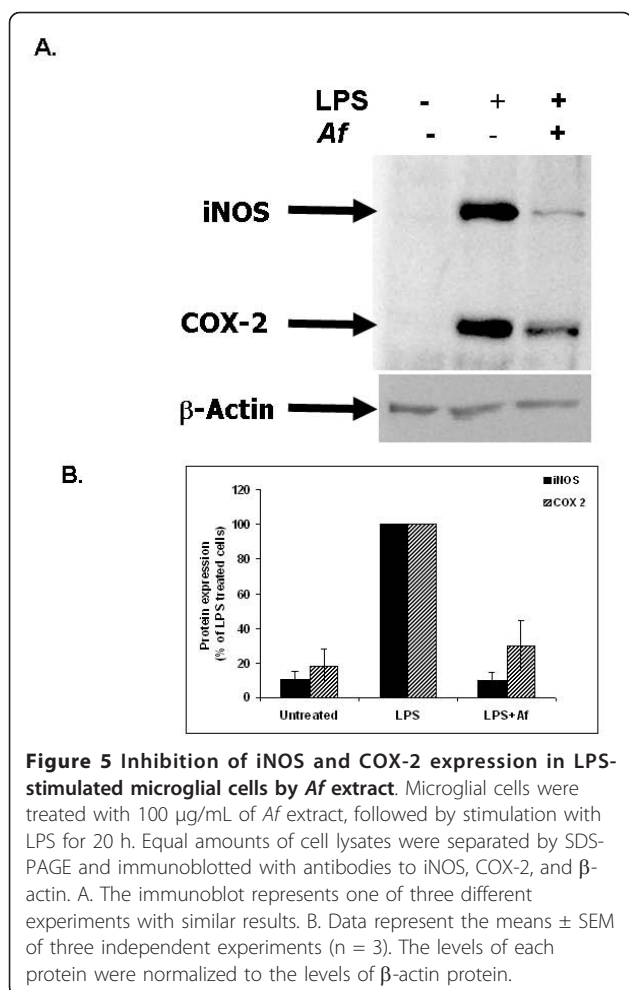 A.
LPS - + +
Af - - +
iNOS
COX-2
β-Actin
B.
iNOS
COX 2
120
100
80
60
40
20
0
Protein expression
(% of LPS treated cells)
Untreated LPS LPS+Af
Figure 5 Inhibition of iNOS and COX-2 expression in LPS-
stimulated microglial cells by Af extract. Microglial cells were
treated with 100 μg/mL of Af extract, followed by stimulation with
LPS for 20 h. Equal amounts of cell lysates were separated by SDS-
PAGE and immunoblotted with antibodies to iNOS, COX-2, and β-
actin. A. The immunoblot represents one of three different
experiments with similar results. B. Data represent the means ± SEM
of three independent experiments (n = 3). The levels of each
protein were normalized to the levels of β-actin protein.